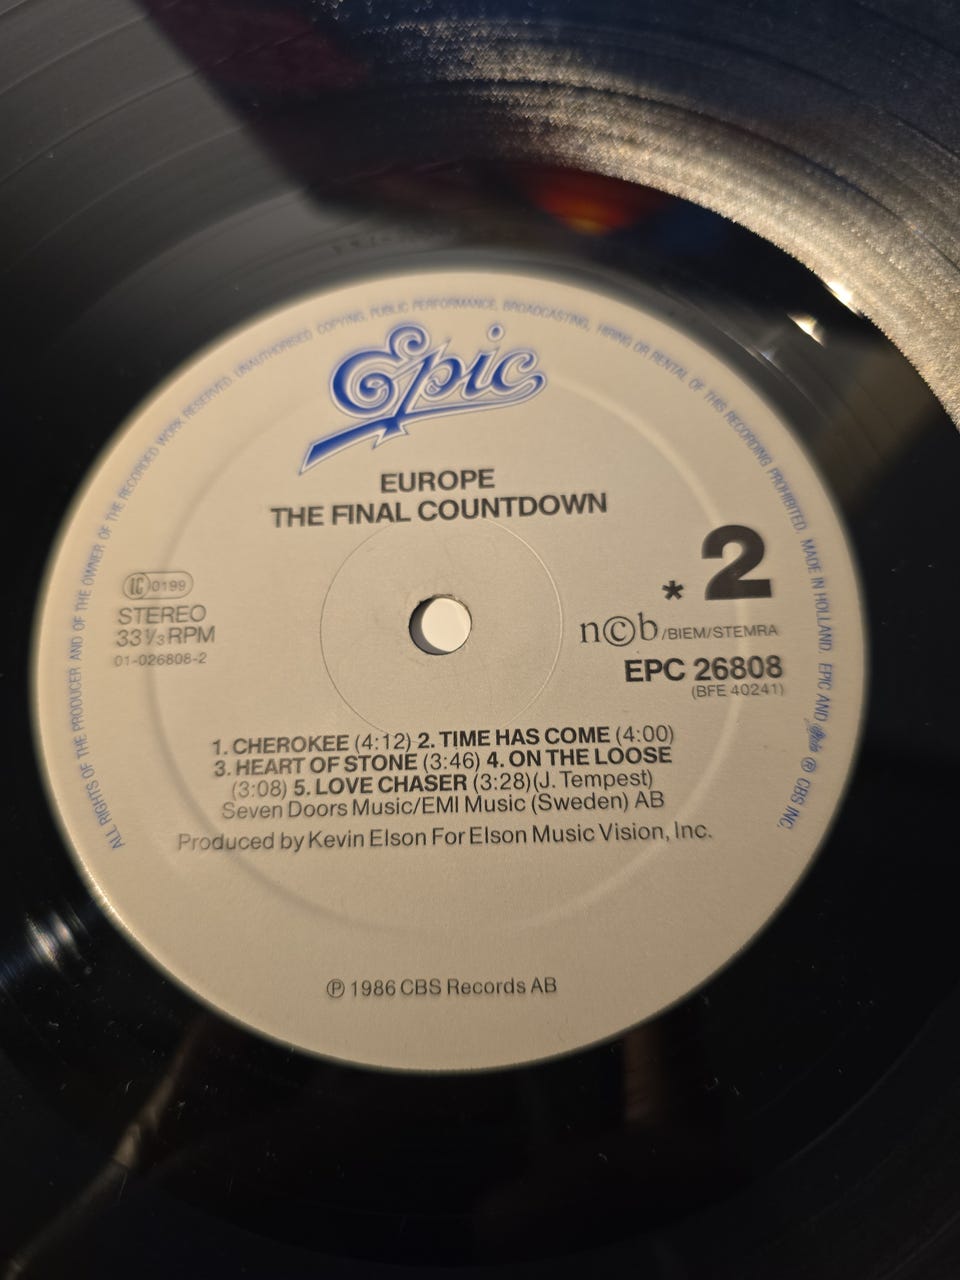 ALL RIGHTS OF THE PRODUCER AND OF THE OWNER OF THE RECORDED WORK RESERVED. UNAUTHORISED COPYING, PUBLIC PERFORMANCE, BROADCASTING, HIRING OR RENTAL OF THIS RECORDING PROHIBITED. MADE IN HOLLAND. EPIC AND ® CBS INC.
Epic
EUROPE
THE FINAL COUNTDOWN
* 2
LC 0199
STEREO
33⅓ RPM
01-026808-2
n©b/BIEM/STEMRA
EPC 26808
(BFE 40241)
1. CHEROKEE (4:12) 2. TIME HAS COME (4:00)
3. HEART OF STONE (3:46) 4. ON THE LOOSE
(3:08) 5. LOVE CHASER (3:28)(J. Tempest)
Seven Doors Music/EMI Music (Sweden) AB
Produced by Kevin Elson For Elson Music Vision, Inc.
℗ 1986 CBS Records AB